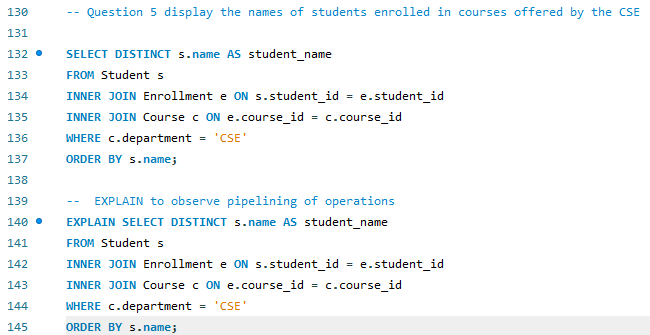 130 -- Question 5 display the names of students enrolled in courses offered by the CSE
131
132 SELECT DISTINCT s.name AS student_name
133 FROM Student s
134 INNER JOIN Enrollment e ON s.student_id = e.student_id
135 INNER JOIN Course c ON e.course_id = c.course_id
136 WHERE c.department = 'CSE'
137 ORDER BY s.name;
138
139 --  EXPLAIN to observe pipelining of operations
140 EXPLAIN SELECT DISTINCT s.name AS student_name
141 FROM Student s
142 INNER JOIN Enrollment e ON s.student_id = e.student_id
143 INNER JOIN Course c ON e.course_id = c.course_id
144 WHERE c.department = 'CSE'
145 ORDER BY s.name;